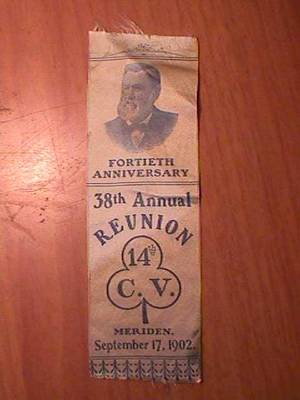 FORTIETH
ANNIVERSARY
38th Annual
REUNION
14th
C. V.
MERIDEN,
September 17, 1902.